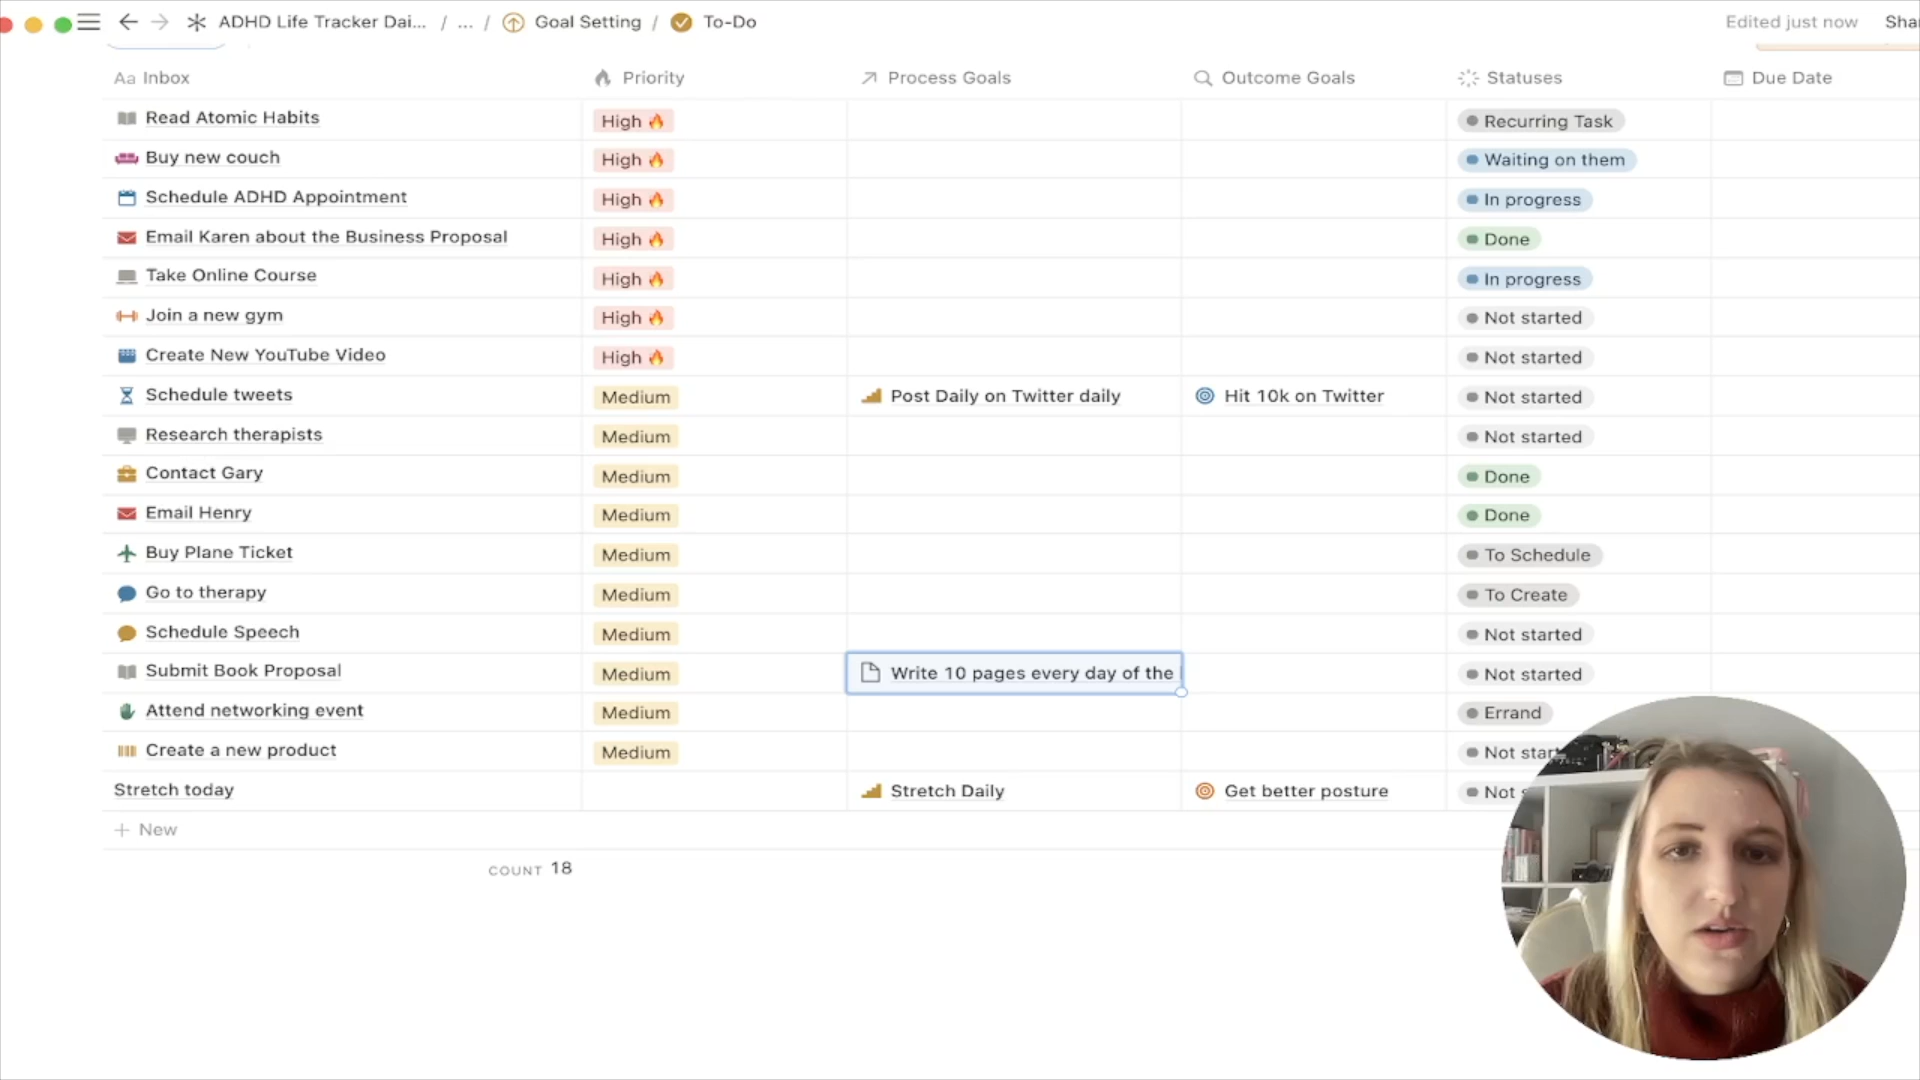 ADHD Life Tracker Dai... / ... / Goal Setting / To-Do Edited just now
Aa Inbox Priority Process Goals Outcome Goals Statuses Due Date
Read Atomic Habits High 🔥 Recurring Task
Buy new couch High 🔥 Waiting on them
Schedule ADHD Appointment High 🔥 In progress
Email Karen about the Business Proposal High 🔥 Done
Take Online Course High 🔥 In progress
Join a new gym High 🔥 Not started
Create New YouTube Video High 🔥 Not started
Schedule tweets Medium Post Daily on Twitter daily Hit 10k on Twitter Not started
Research therapists Medium Not started
Contact Gary Medium Done
Email Henry Medium Done
Buy Plane Ticket Medium To Schedule
Go to therapy Medium To Create
Schedule Speech Medium Not started
Submit Book Proposal Medium Write 10 pages every day of the Not started
Attend networking event Medium Errand
Create a new product Medium Not
Stretch today Stretch Daily Get better posture Not
+ New
COUNT 18